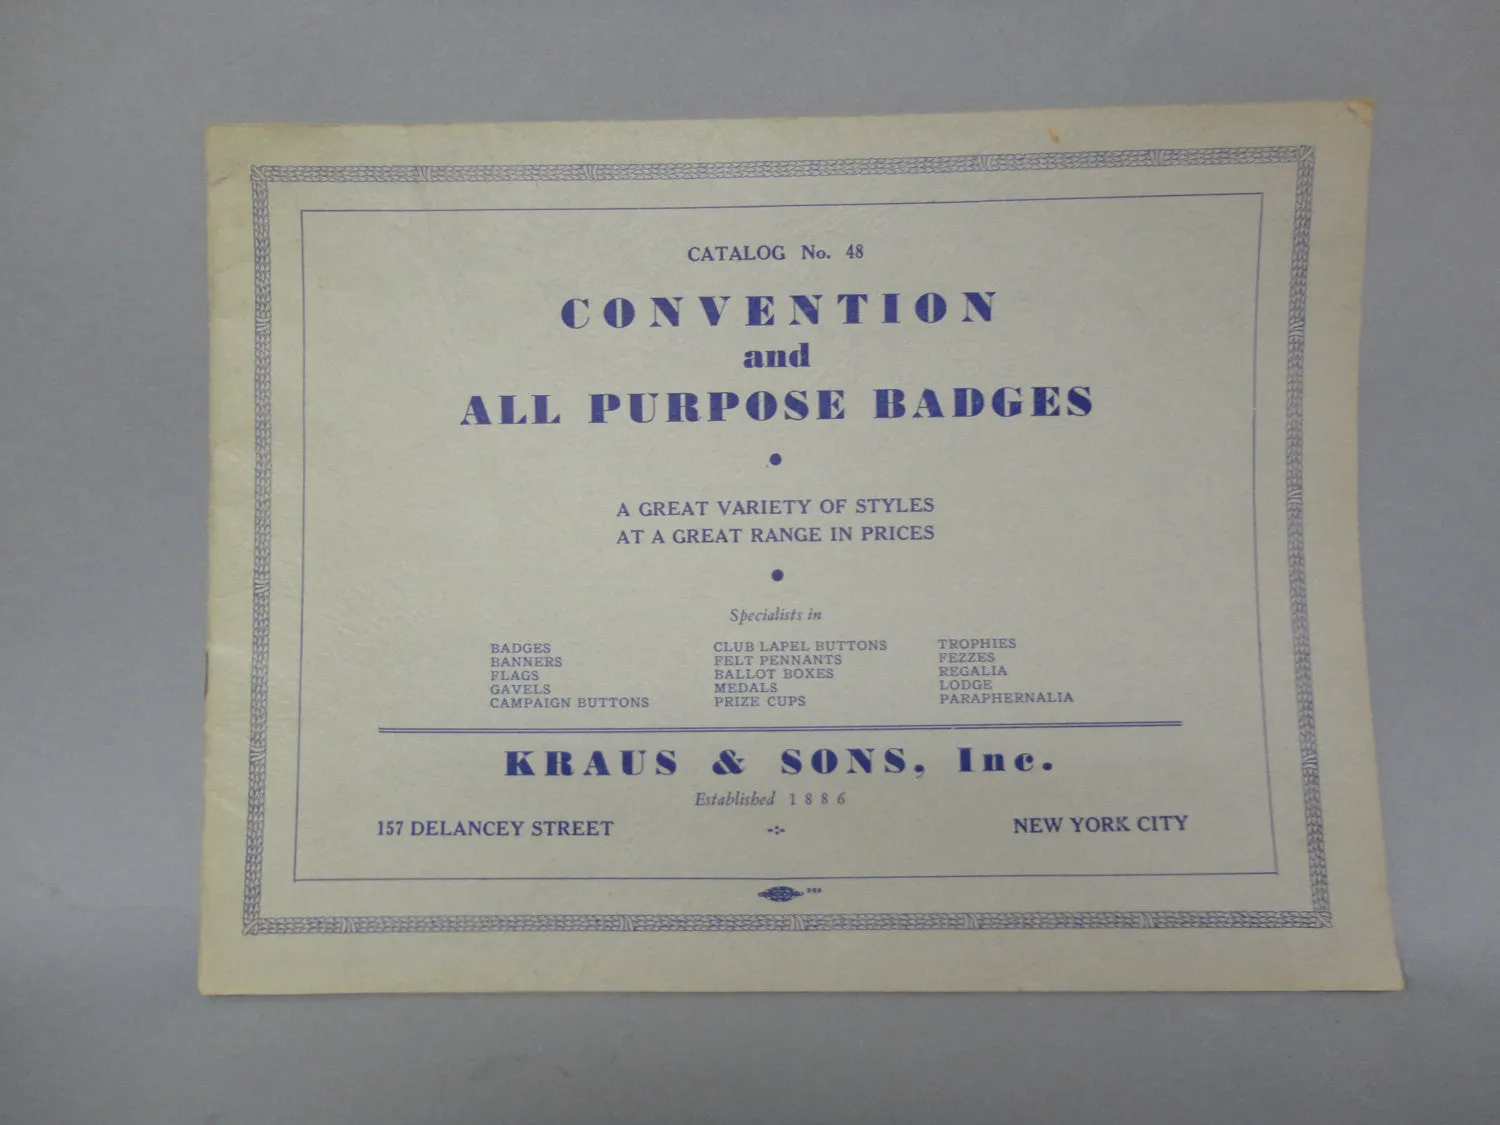 CATALOG No. 48
CONVENTION
and
ALL PURPOSE BADGES
A GREAT VARIETY OF STYLES
AT A GREAT RANGE IN PRICES
Specialists in
BADGES
BANNERS
FLAGS
GAVELS
CAMPAIGN BUTTONS
CLUB LAPEL BUTTONS
FELT PENNANTS
BALLOT BOXES
MEDALS
PRIZE CUPS
TROPHIES
FEZZES
REGALIA
LODGE
PARAPHERNALIA
KRAUS & SONS, Inc.
Established 1886
157 DELANCEY STREET -:- NEW YORK CITY